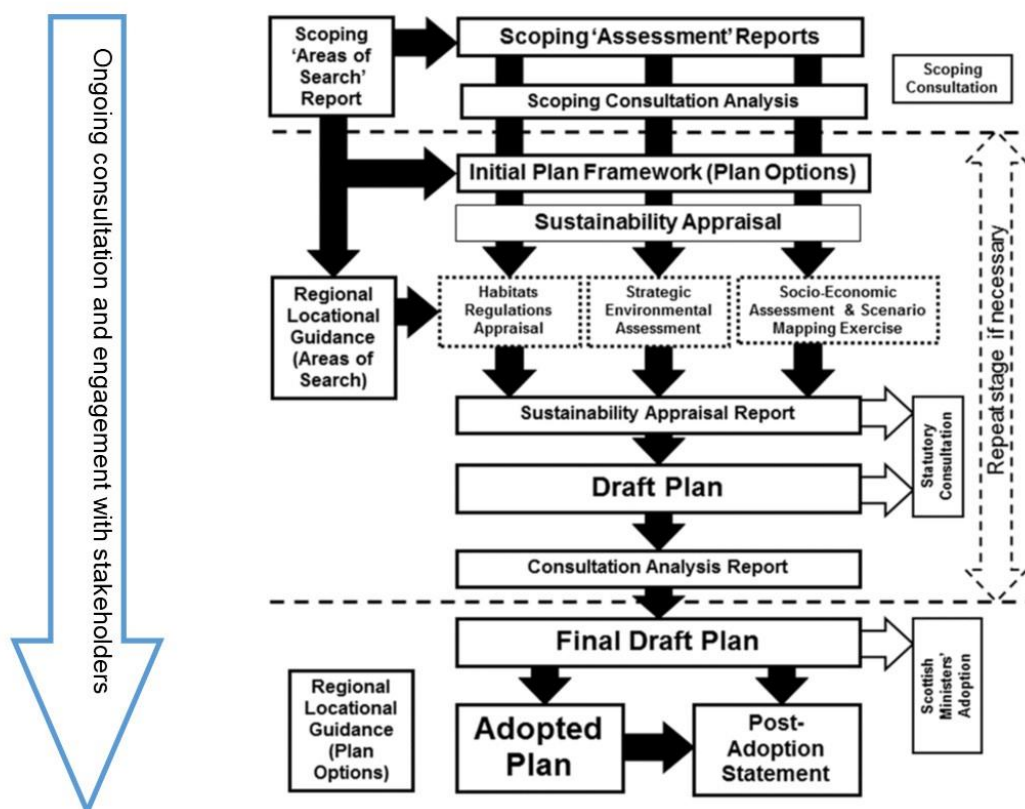 Ongoing consultation and engagement with stakeholders
Scoping
'Areas of
Search'
Report
Scoping 'Assessment' Reports
Scoping Consultation Analysis
Scoping
Consultation
Initial Plan Framework (Plan Options)
Sustainability Appraisal
Regional
Locational
Guidance
(Areas of
Search)
Habitats
Regulations
Appraisal
Strategic
Environmental
Assessment
Socio-Economic
Assessment & Scenario
Mapping Exercise
Repeat stage if necessary
Sustainability Appraisal Report
Statutory
Consultation
Draft Plan
Consultation Analysis Report
Final Draft Plan
Scottish
Ministers'
Adoption
Regional
Locational
Guidance
(Plan
Options)
Adopted
Plan
Post-
Adoption
Statement